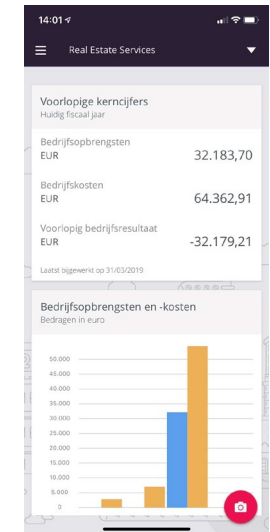 14:01
Real Estate Services
Voorlopige kerncijfers
Huidig fiscaal jaar
Bedrijfsopbrengsten
EUR
32.183,70
Bedrijfskosten
EUR
64.362,91
Voorlopig bedrijfsresultaat
EUR
-32.179,21
Laatst bijgewerkt op 31/03/2019
Bedrijfsopbrengsten en -kosten
Bedragen in euro
50.000
45.000
40.000
35.000
30.000
25.000
20.000
15.000
10.000
5.000
0